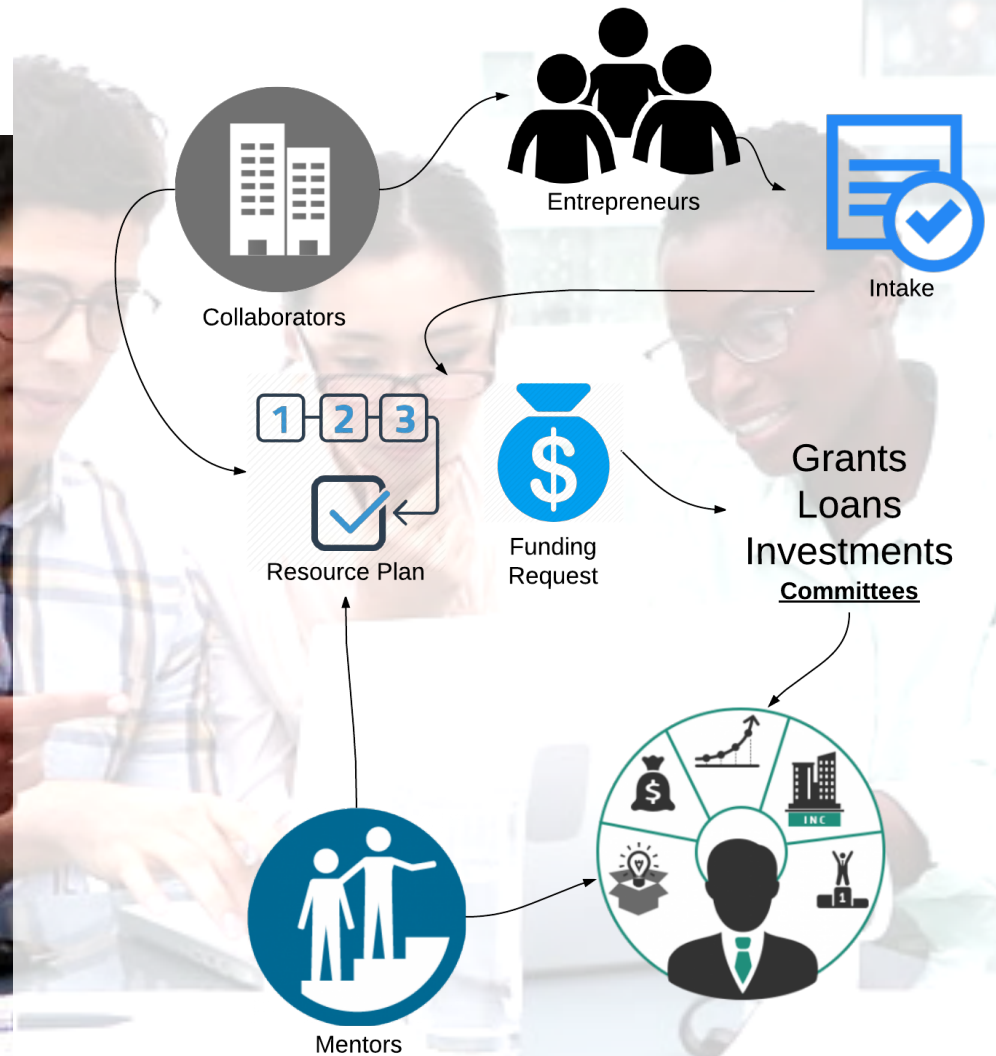 Entrepreneurs
Intake
Collaborators
1 2 3
$
Resource Plan
Funding
Request
Grants
Loans
Investments
Committees
$
INC
1
Mentors